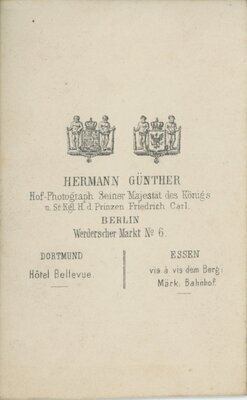 HERMANN GÜNTHER
Hof-Photograph Seiner Majestät des Königs
u. Sr Kgl. H. d. Prinzen Friedrich Carl.
BERLIN
Werderscher Markt No 6.
DORTMUND
Hôtel Bellevue.
ESSEN
vis à vis dem Berg:
Märk. Bahnhof.